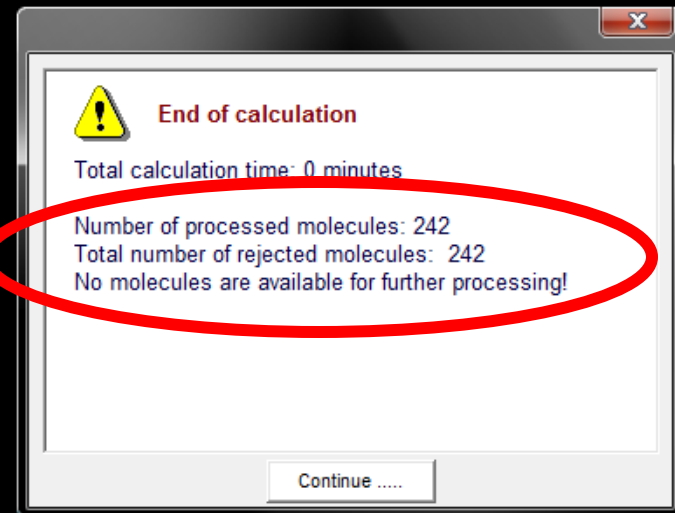 End of calculation
Total calculation time: 0 minutes
Number of processed molecules: 242
Total number of rejected molecules:  242
No molecules are available for further processing!
Continue .....